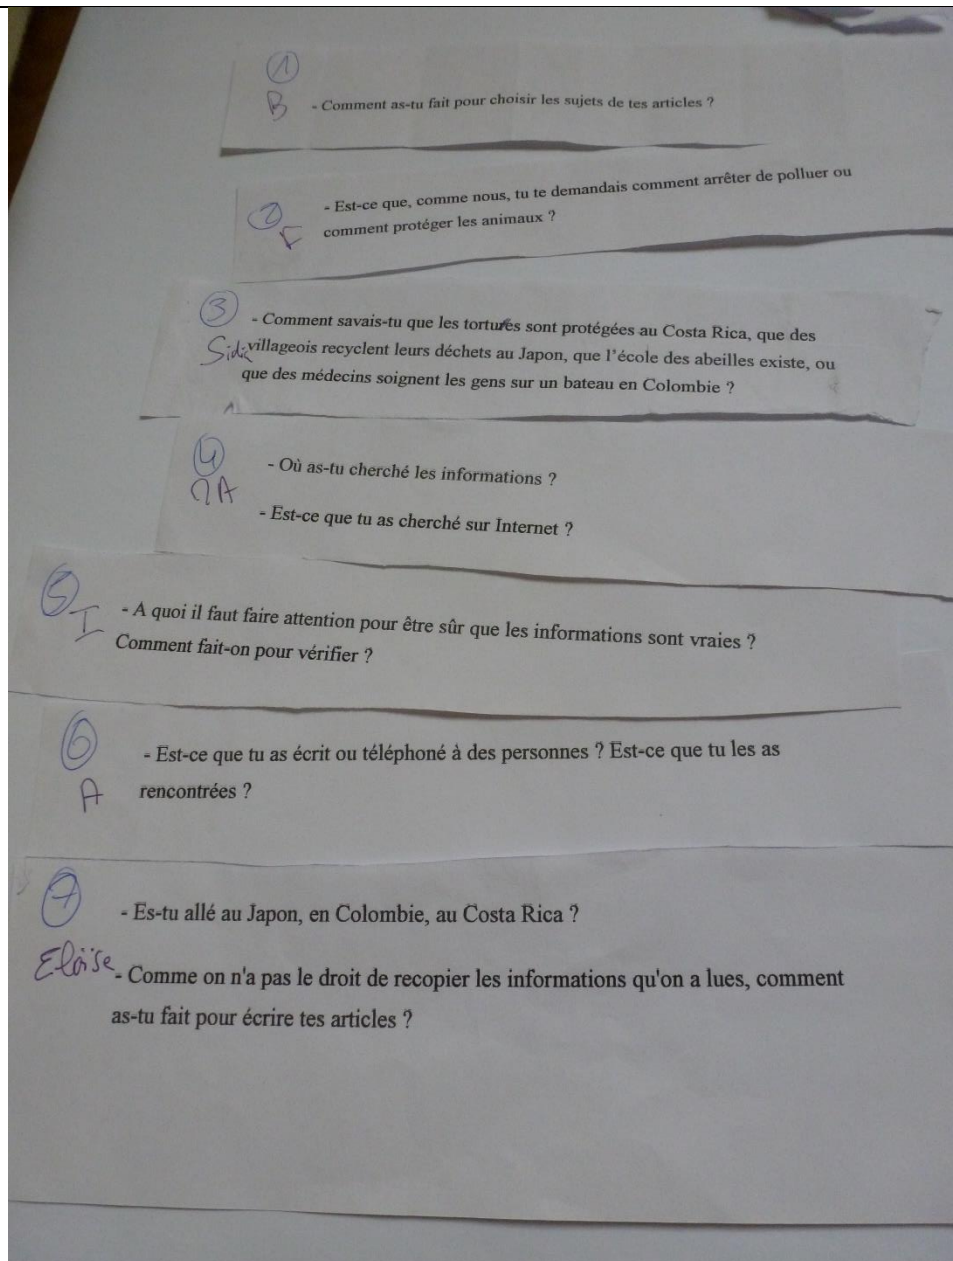 1
B - Comment as-tu fait pour choisir les sujets de tes articles ?
2 - Est-ce que, comme nous, tu te demandais comment arrêter de polluer ou
F comment protéger les animaux ?
3 - Comment savais-tu que les tortures sont protégées au Costa Rica, que des
villageois recyclent leurs déchets au Japon, que l'école des abeilles existe, ou
que des médecins soignent les gens sur un bateau en Colombie ?
4 - Où as-tu cherché les informations ?
- Est-ce que tu as cherché sur Internet ?
5 - A quoi il faut faire attention pour être sûr que les informations sont vraies ?
I Comment fait-on pour vérifier ?
6 - Est-ce que tu as écrit ou téléphoné à des personnes ? Est-ce que tu les as
A rencontrées ?
7 - Es-tu allé au Japon, en Colombie, au Costa Rica ?
Eloïse - Comme on n'a pas le droit de recopier les informations qu'on a lues, comment
as-tu fait pour écrire tes articles ?